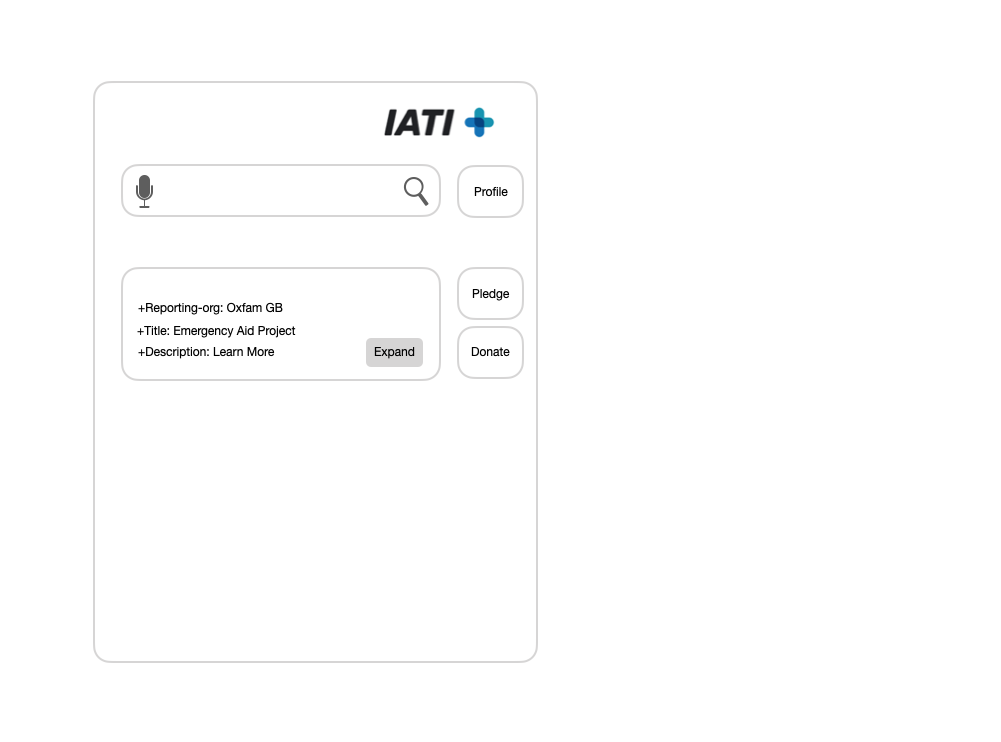 IATI
Profile
+Reporting-org: Oxfam GB
+Title: Emergency Aid Project
+Description: Learn More
Expand
Pledge
Donate